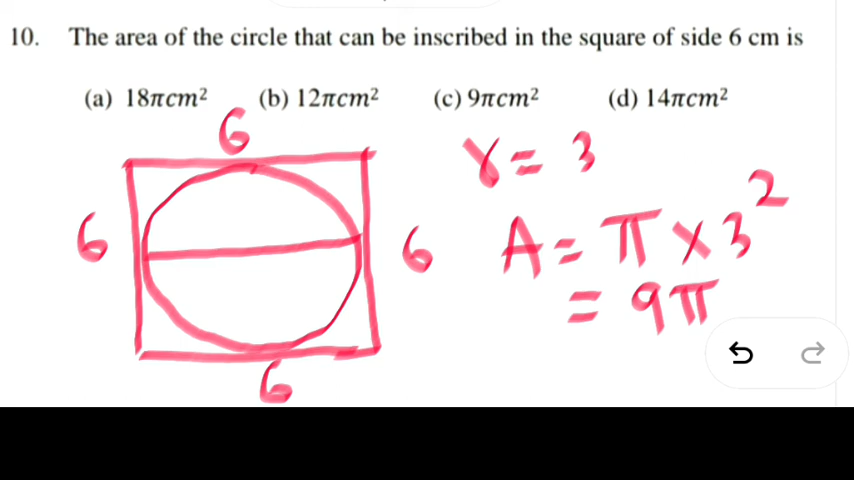 10. The area of the circle that can be inscribed in the square of side 6 cm is
(a) 18πcm² (b) 12πcm² (c) 9πcm² (d) 14πcm²
6
r = 3
6
6
A = π × 3²
= 9π
6